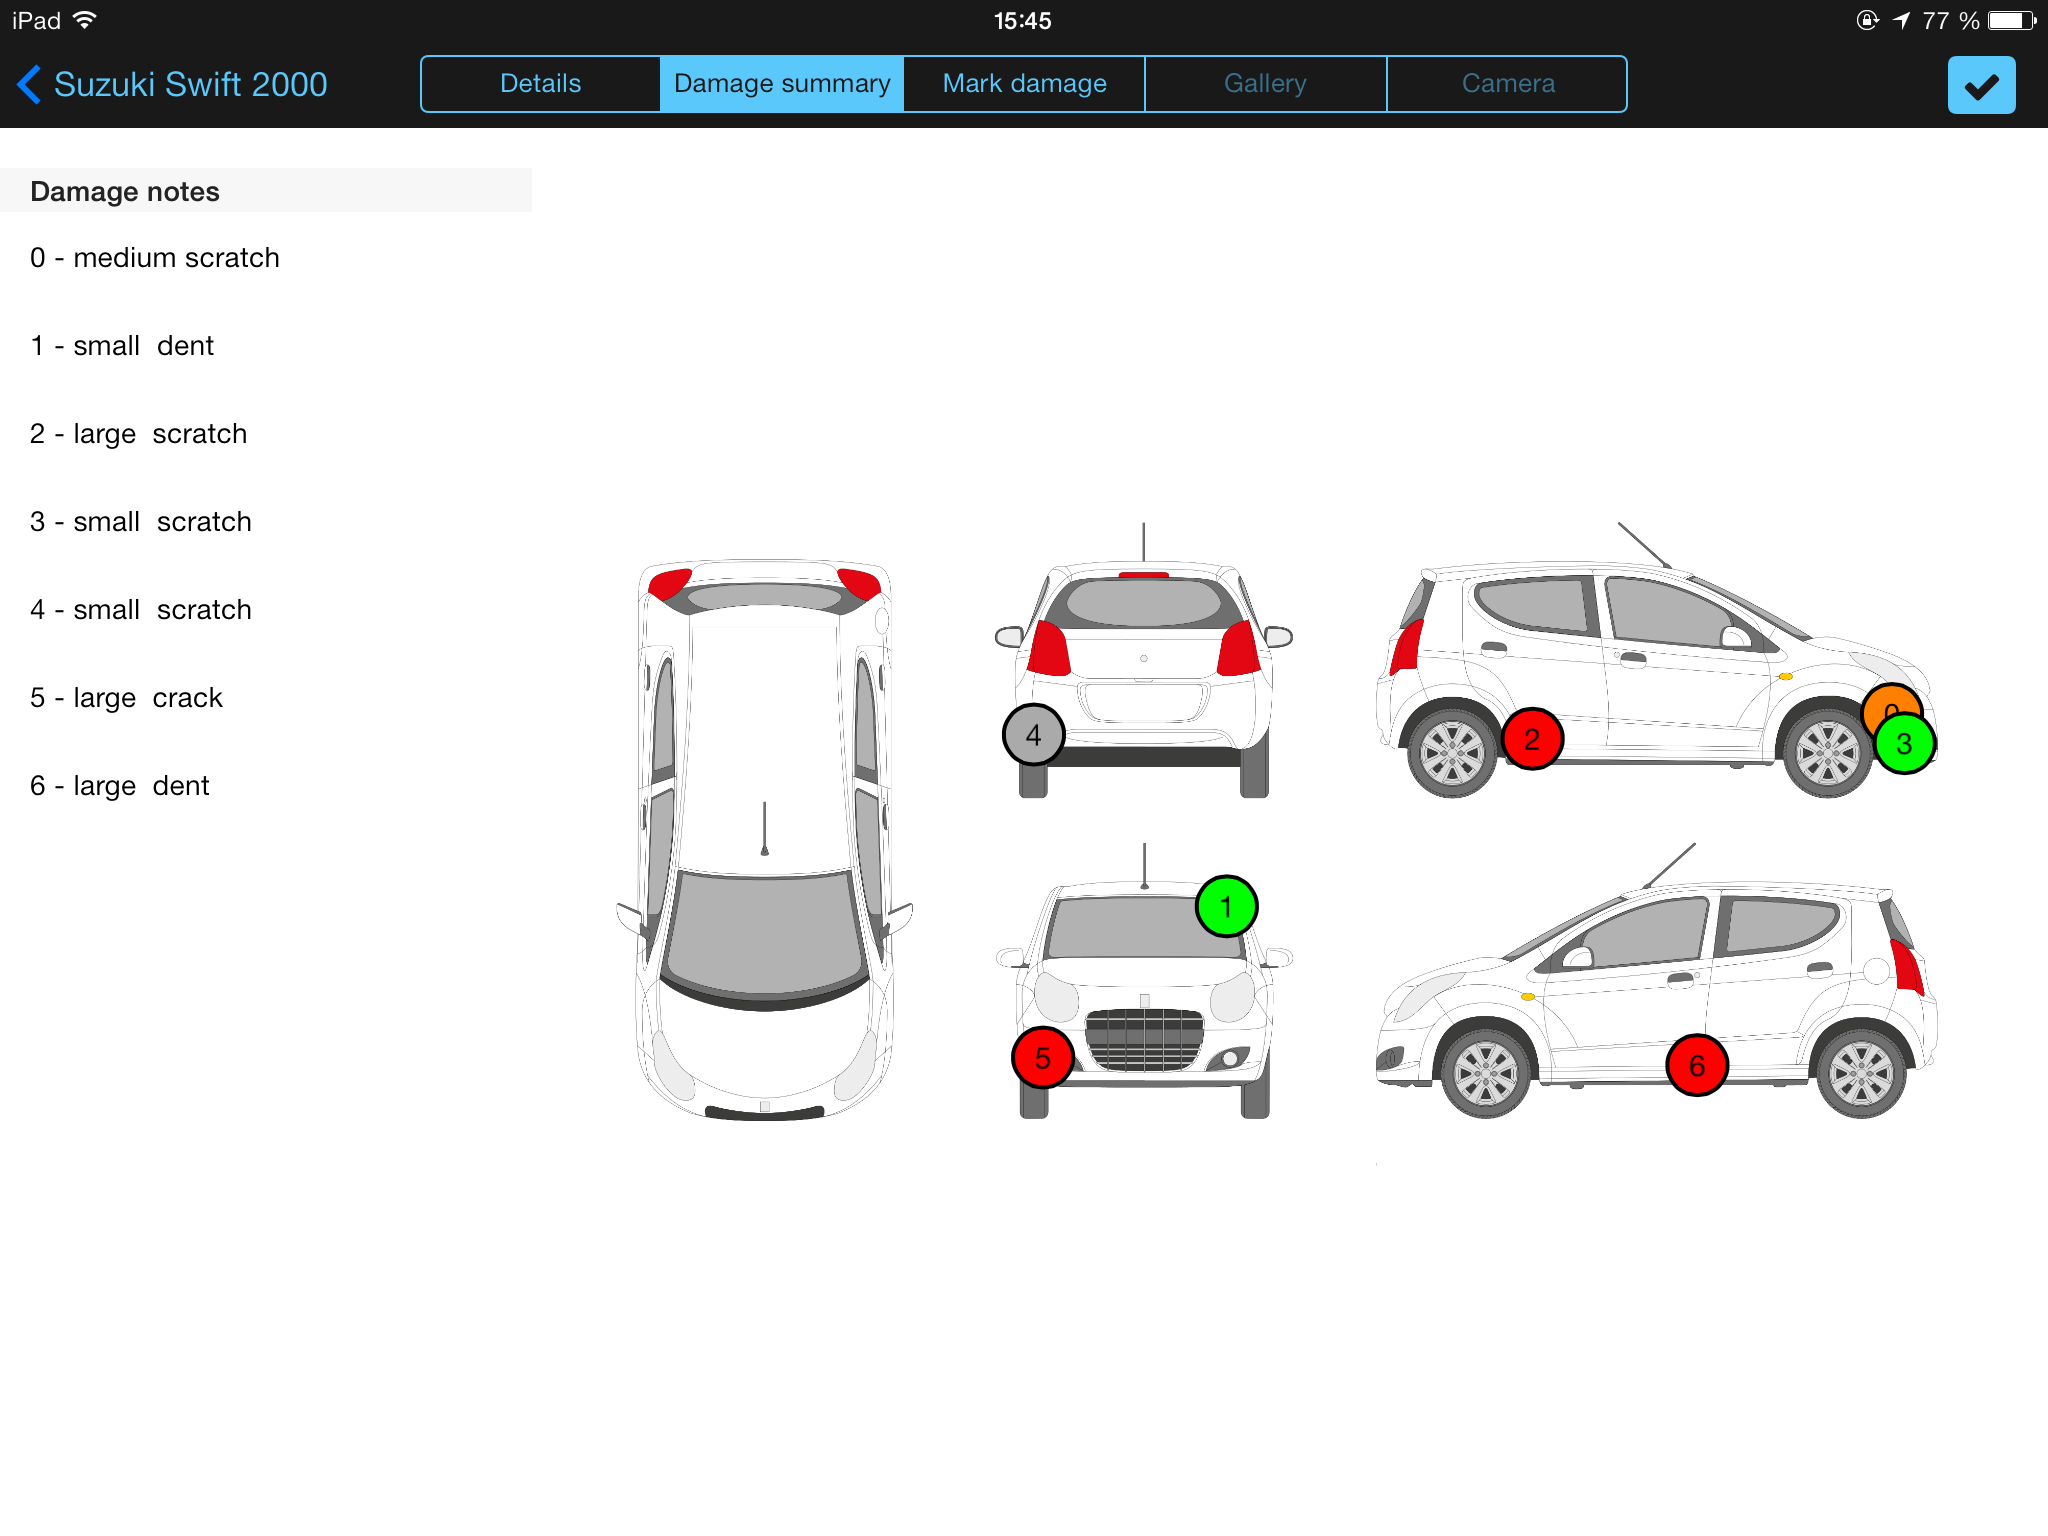 iPad 15:45 77 %
Suzuki Swift 2000 Details Damage summary Mark damage Gallery Camera
Damage notes
0 - medium scratch
1 - small  dent
2 - large  scratch
3 - small  scratch
4 - small  scratch
5 - large  crack
6 - large  dent
4
2
0
3
1
5
6